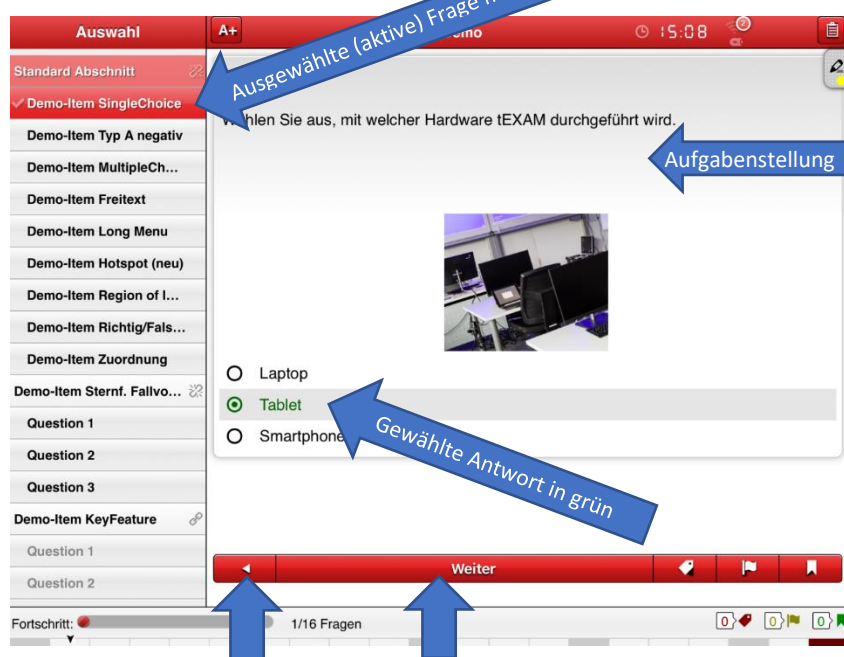 Auswahl
A+
15:08
2
Ausgewählte (aktive) Frage
Standard Abschnitt
Demo-Item SingleChoice
Demo-Item Typ A negativ
Demo-Item MultipleCh...
Demo-Item Freitext
Demo-Item Long Menu
Demo-Item Hotspot (neu)
Demo-Item Region of I...
Demo-Item Richtig/Fals...
Demo-Item Zuordnung
Demo-Item Sternf. Fallvo...
Question 1
Question 2
Question 3
Demo-Item KeyFeature
Question 1
Question 2
Sie aus, mit welcher Hardware tEXAM durchgeführt wird.
Aufgabenstellung
Laptop
Tablet
Smartphone
Gewählte Antwort in grün
Weiter
Fortschritt:
1/16 Fragen
0
0
0